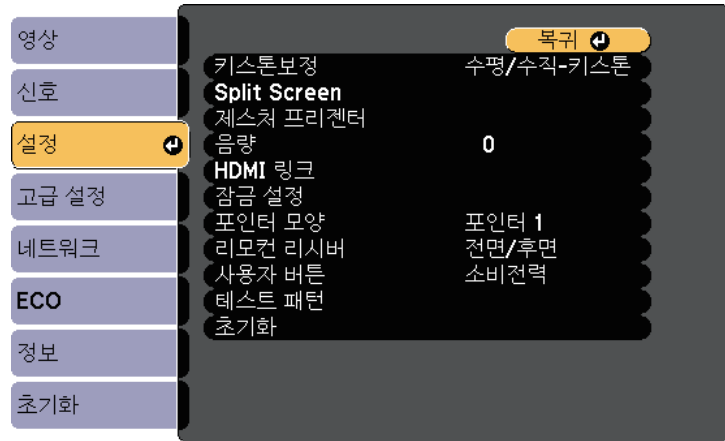 영상
신호
설정
고급 설정
네트워크
ECO
정보
초기화
복귀
키스톤보정 수평/수직-키스톤
Split Screen
제스처 프리젠터
음량 0
HDMI 링크
잠금 설정
포인터 모양 포인터 1
리모컨 리시버 전면/후면
사용자 버튼 소비전력
테스트 패턴
초기화